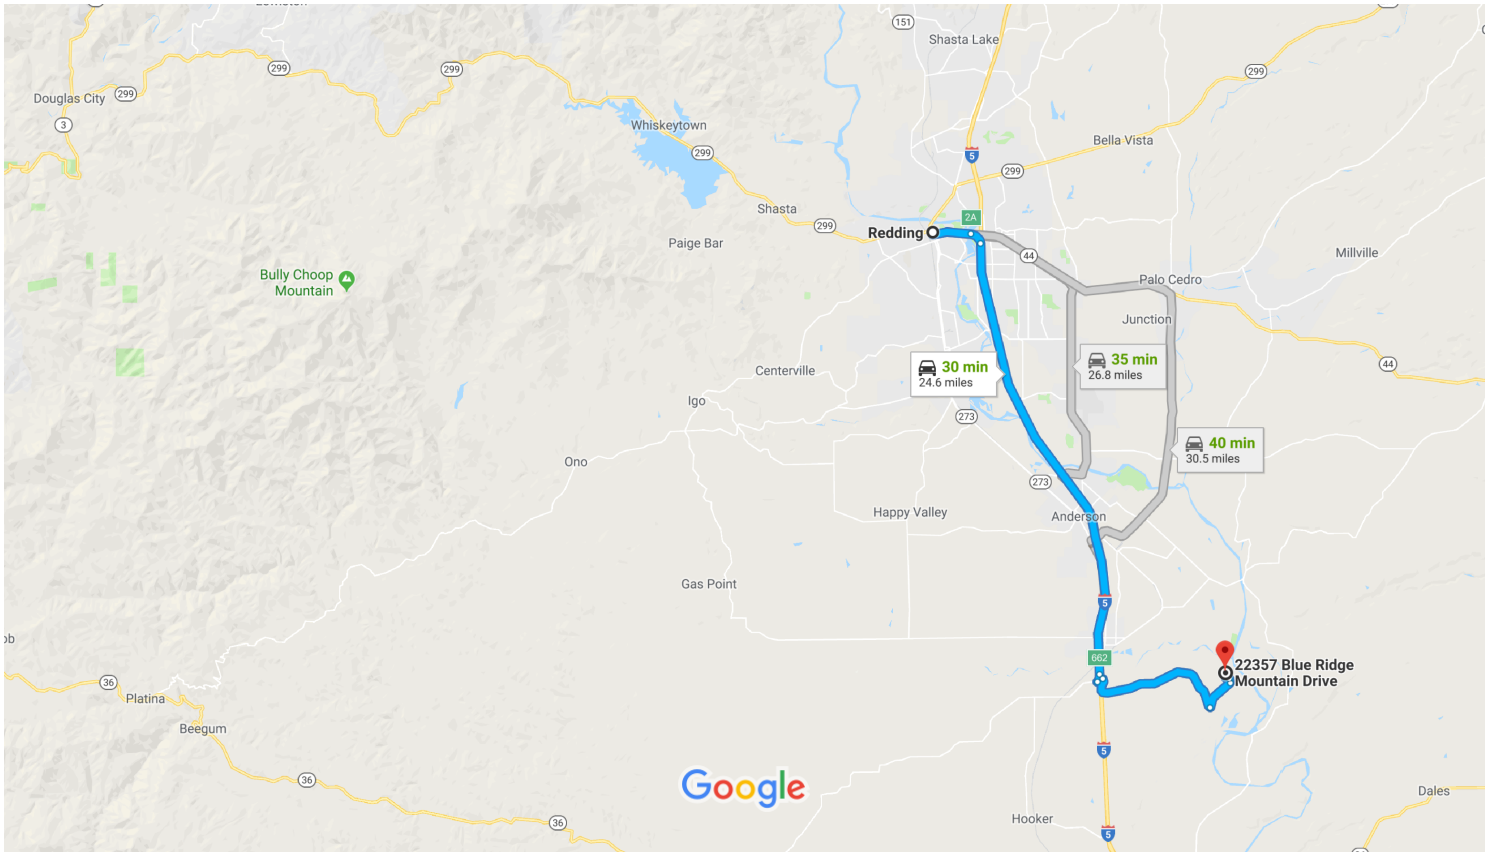 151
Shasta Lake
299
299
299
299
Douglas City
3
Whiskeytown
Bella Vista
299
5
299
Shasta
2A
299
Redding
Paige Bar
44
Millville
Bully Choop
Mountain
Palo Cedro
Junction
35 min
26.8 miles
30 min
24.6 miles
44
Centerville
Igo
273
40 min
30.5 miles
Ono
273
Happy Valley
Anderson
Gas Point
5
662
22357 Blue Ridge
Mountain Drive
36
Platina
Beegum
5
36
Google
Dales
36
Hooker
5